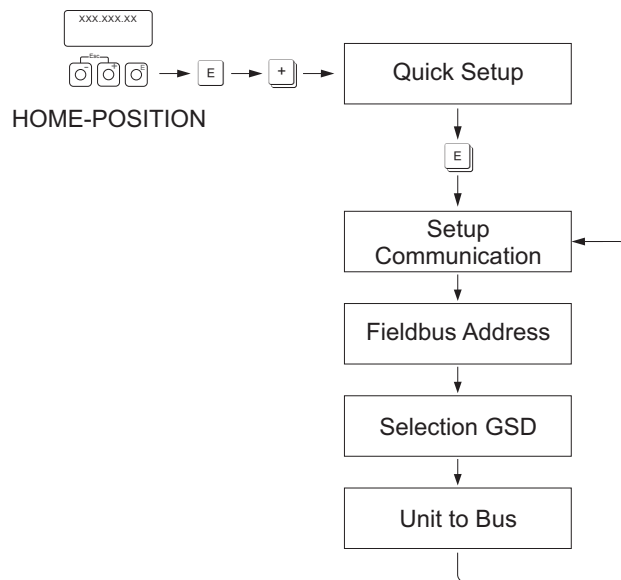 xxx.xxx.xx
Esc
- + E
E
+
Quick Setup
HOME-POSITION
E
Setup
Communication
Fieldbus Address
Selection GSD
Unit to Bus